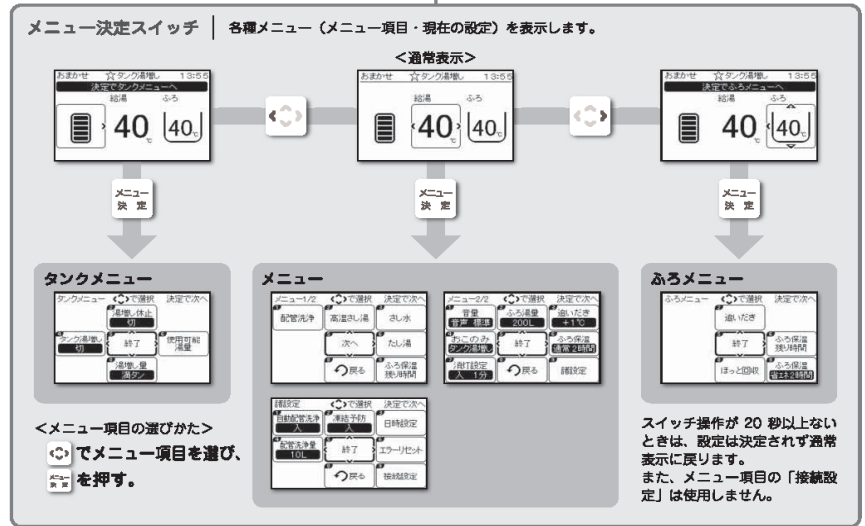 メニュー決定スイッチ 各種メニュー（メニュー項目・現在の設定）を表示します。
＜通常表示＞
おまかせ ☆タンク湯増し 13:55
決定でタンクメニューへ
給湯 ふろ
40℃ 40℃
おまかせ ☆タンク湯増し 13:55
給湯 ふろ
40℃ 40℃
おまかせ ☆タンク湯増し 13:55
決定でふろメニューへ
給湯 ふろ
40℃ 40℃
メニュー
決 定
メニュー
決 定
メニュー
決 定
タンクメニュー
タンクメニュー で選択 決定で次へ
湯増し休止
切
タンク湯増し
切
終了
使用可能
湯量
湯増し量
満タン
＜メニュー項目の選びかた＞
でメニュー項目を選び、
メニュー
決 定
を押す。
メニュー
メニュー1/2 で選択 決定で次へ
配管洗浄 高温さし湯 さし水
次へ たし湯
戻る ふろ保温
残り時間
メニュー2/2 で選択 決定で次へ
音量 ふろ湯量 追いだき
音声 標準 200L +1℃
おこのみ 終了 ふろ保温
タンク湯増し 通常2時間
消灯設定 戻る 諸設定
入 1分
諸設定 で選択 決定で次へ
自動配管洗浄 凍結予防 日時設定
入 入
配管洗浄量 終了 エラーリセット
10L
戻る 接続設定
ふろメニュー
ふろメニュー で選択 決定で次へ
追いだき
終了 ふろ保温
残り時間
ほっと回収 ふろ保温
省エネ2時間
スイッチ操作が 20 秒以上ない
ときは、設定は決定されず通常
表示に戻ります。
また、メニュー項目の「接続設
定」は使用しません。